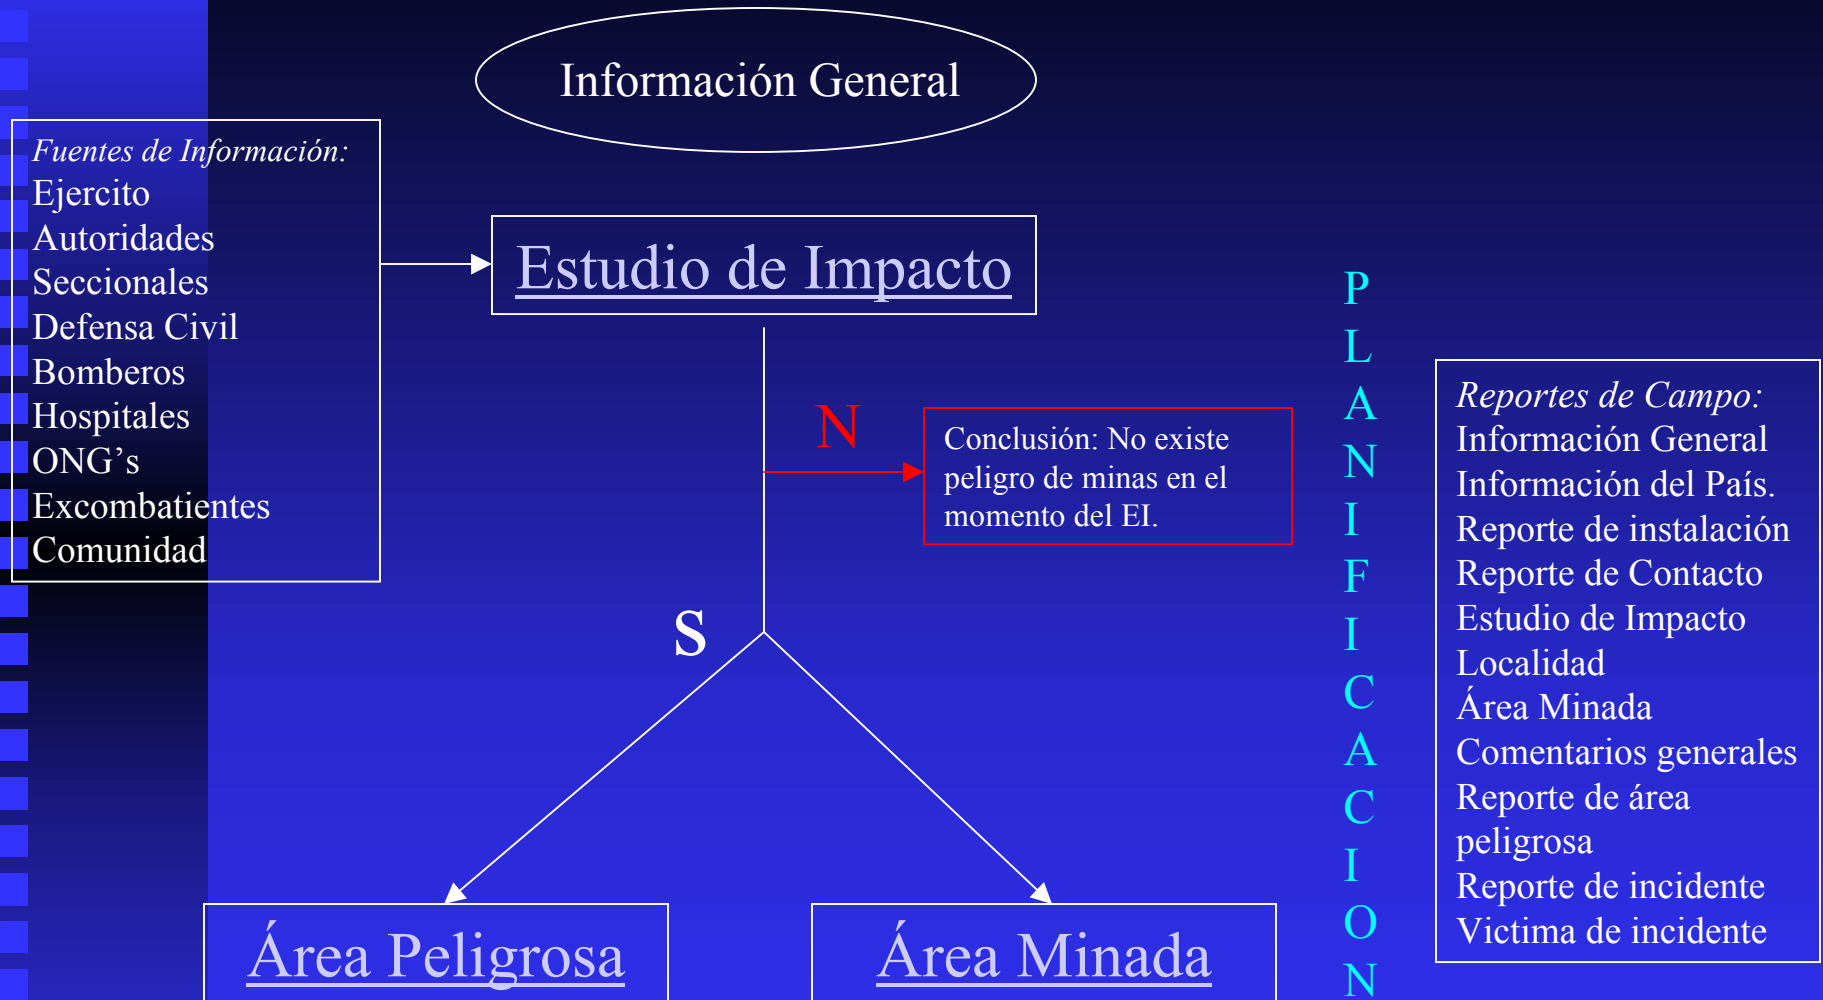 Información General
Fuentes de Información:
Ejercito
Autoridades
Seccionales
Defensa Civil
Bomberos
Hospitales
ONG’s
Excombatientes
Comunidad
Estudio de Impacto
N
Conclusión: No existe
peligro de minas en el
momento del EI.
S
Área Peligrosa
Área Minada
P
L
A
N
I
F
I
C
A
C
I
O
N
Reportes de Campo:
Información General
Información del País.
Reporte de instalación
Reporte de Contacto
Estudio de Impacto
Localidad
Área Minada
Comentarios generales
Reporte de área
peligrosa
Reporte de incidente
Victima de incidente